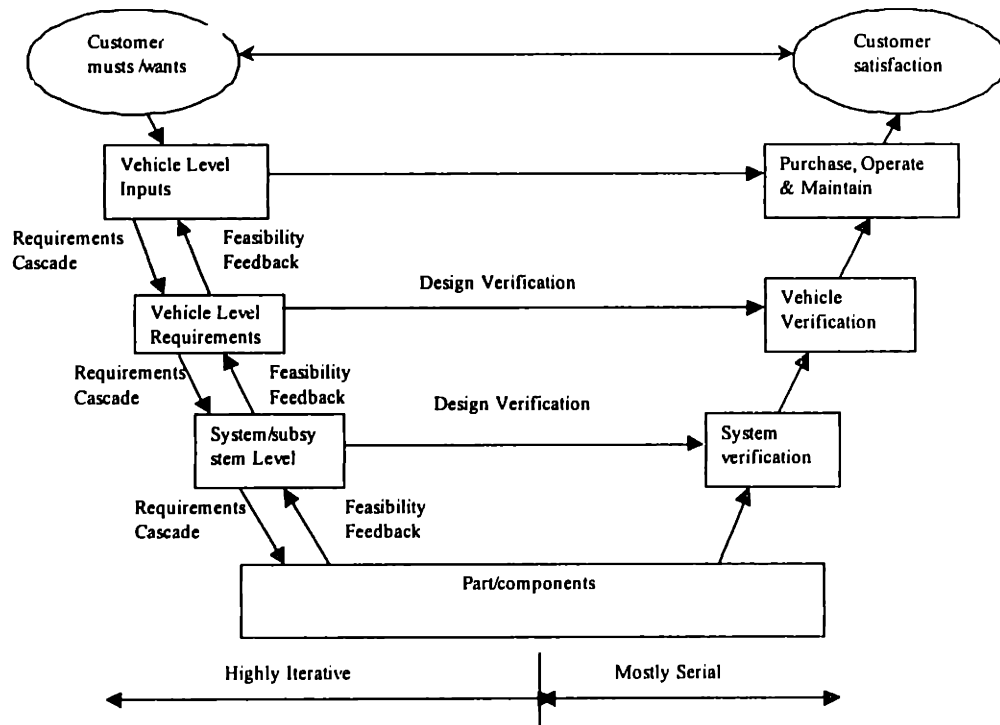 Customer
musts /wants
Customer
satisfaction
Vehicle Level
Inputs
Purchase, Operate
& Maintain
Requirements
Cascade
Feasibility
Feedback
Design Verification
Vehicle Level
Requirements
Vehicle
Verification
Requirements
Cascade
Feasibility
Feedback
Design Verification
System/subsy
stem Level
System
verification
Requirements
Cascade
Feasibility
Feedback
Part/components
Highly Iterative
Mostly Serial